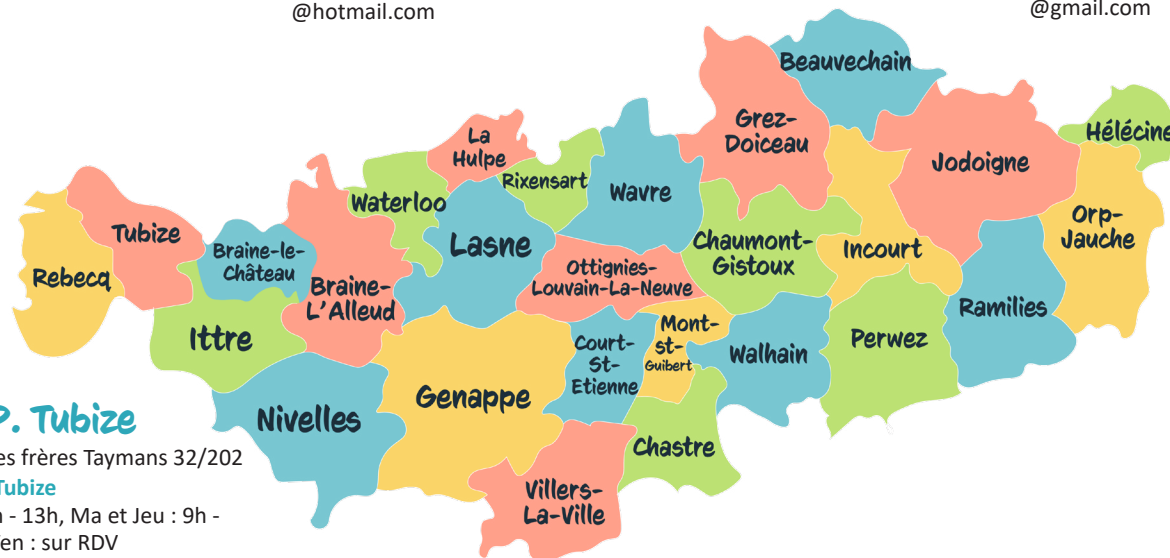 @hotmail.com
@gmail.com
Beauvechain
Grez-
Doiceau
Hélécine
La
Hulpe
Jodoigne
Rixensart
Wavre
Waterloo
Orp-
Jauche
Tubize
Lasne
Chaumont-
Gistoux
Incourt
Braine-le-
Château
Rebecq
Ottignies-
Louvain-La-Neuve
Braine-
L'Alleud
Ramilies
Ittre
Mont-
st-
Guibert
Perwez
Court-
St-
Etienne
Walhain
Genappe
Nivelles
Chastre
Villers-
La-Ville
P. Tubize
es frères Taymans 32/202
Tubize
h - 13h, Ma et Jeu : 9h -
en : sur RDV